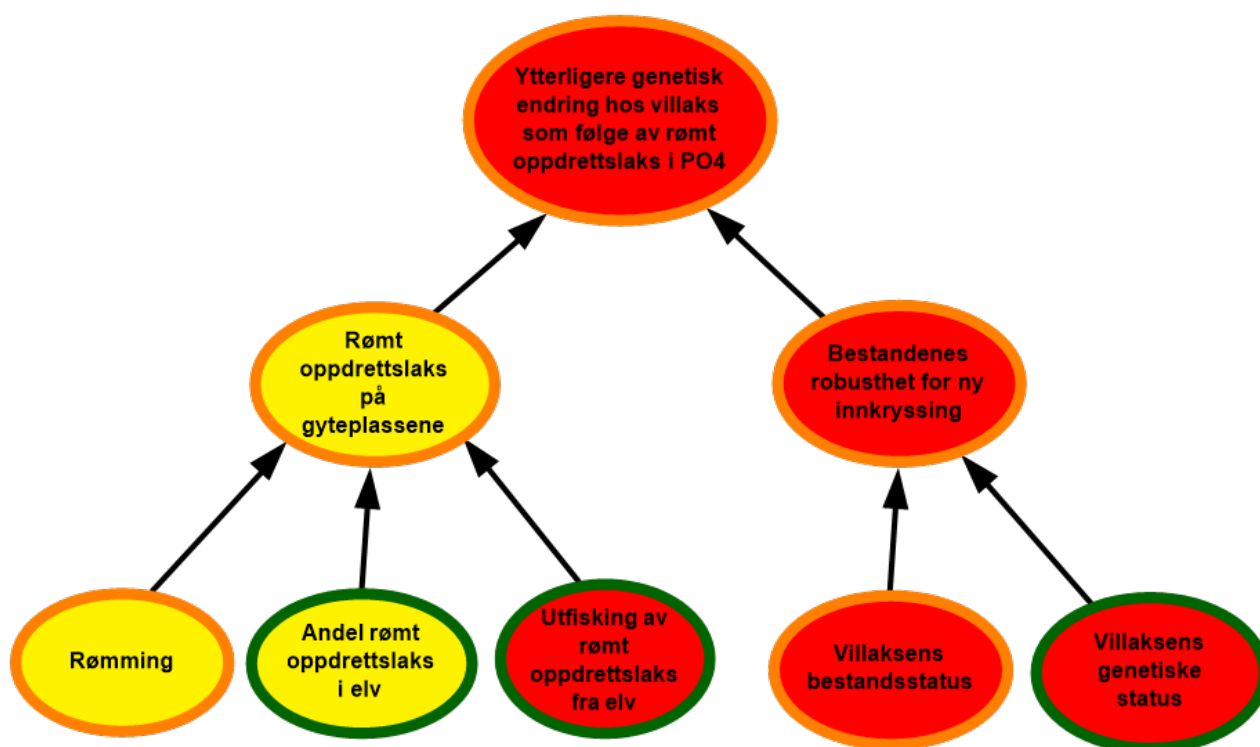 Ytterligere genetisk
endring hos villaks
som følge av rømt
oppdrettslaks i PO4
Rømt
oppdrettslaks
på
gyteplassene
Bestandenes
robusthet for ny
innkryssing
Rømming
Andel rømt
oppdrettslaks
i elv
Utfisking av
rømt
oppdrettslaks
fra elv
Villaksens
bestandsstatus
Villaksens
genetiske
status